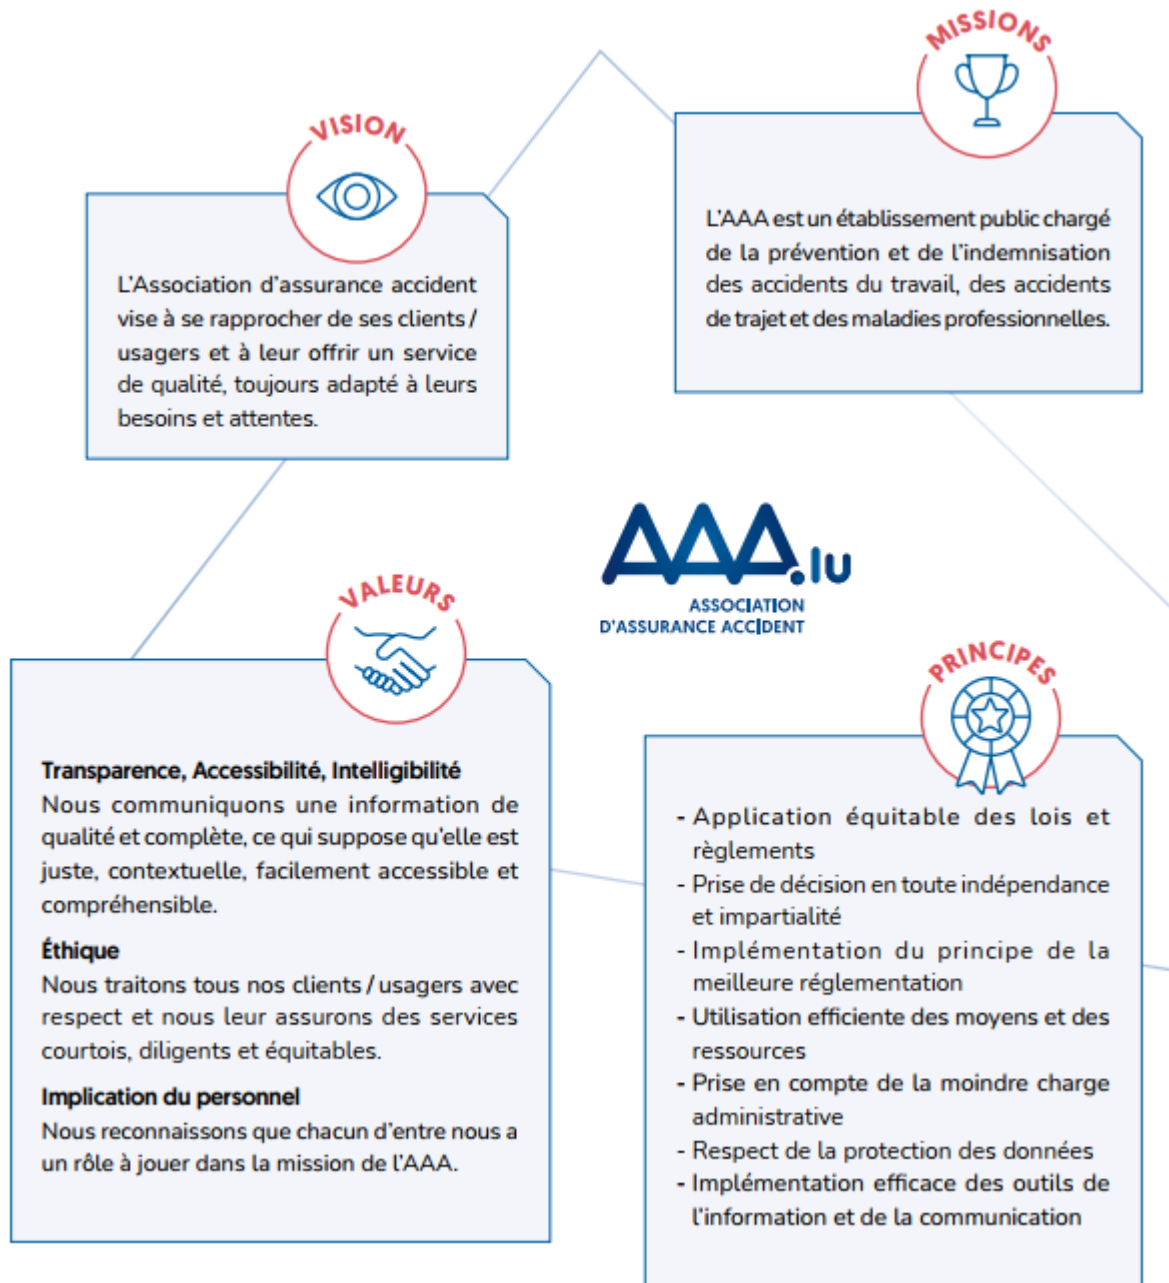 VISION
L'Association d'assurance accident
vise à se rapprocher de ses clients /
usagers et à leur offrir un service
de qualité, toujours adapté à leurs
besoins et attentes.
MISSIONS
L'AAA est un établissement public chargé
de la prévention et de l'indemnisation
des accidents du travail, des accidents
de trajet et des maladies professionnelles.
AAA.lu
ASSOCIATION
D'ASSURANCE ACCIDENT
VALEURS
Transparence, Accessibilité, Intelligibilité
Nous communiquons une information de
qualité et complète, ce qui suppose qu'elle est
juste, contextuelle, facilement accessible et
compréhensible.
Éthique
Nous traitons tous nos clients / usagers avec
respect et nous leur assurons des services
courtois, diligents et équitables.
Implication du personnel
Nous reconnaissons que chacun d'entre nous a
un rôle à jouer dans la mission de l'AAA.
PRINCIPES
- Application équitable des lois et
règlements
- Prise de décision en toute indépendance
et impartialité
- Implémentation du principe de la
meilleure réglementation
- Utilisation efficiente des moyens et des
ressources
- Prise en compte de la moindre charge
administrative
- Respect de la protection des données
- Implémentation efficace des outils de
l'information et de la communication